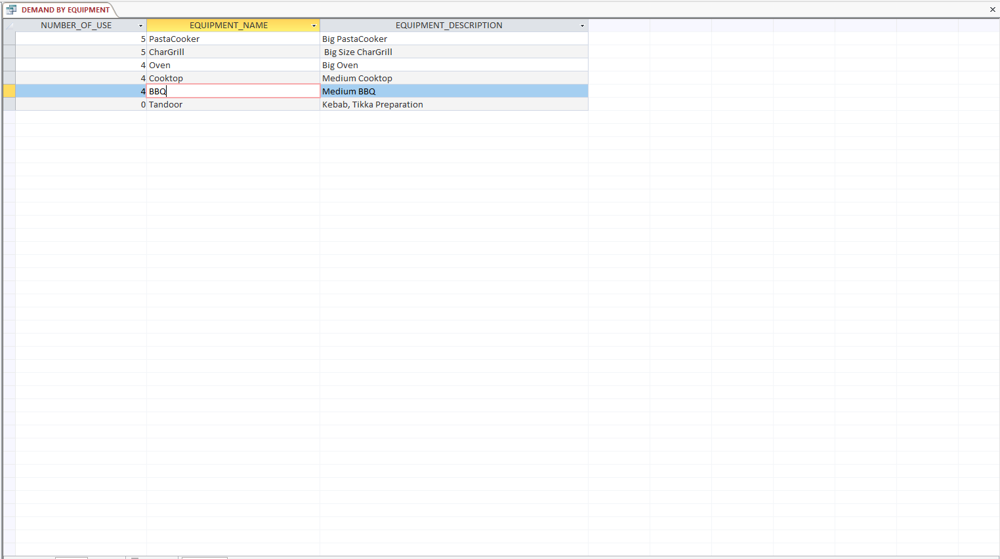 DEMAND BY EQUIPMENT
NUMBER_OF_USE EQUIPMENT_NAME EQUIPMENT_DESCRIPTION
5 PastaCooker Big PastaCooker
5 CharGrill Big Size CharGrill
4 Oven Big Oven
4 Cooktop Medium Cooktop
4 BBQ Medium BBQ
0 Tandoor Kebab, Tikka Preparation